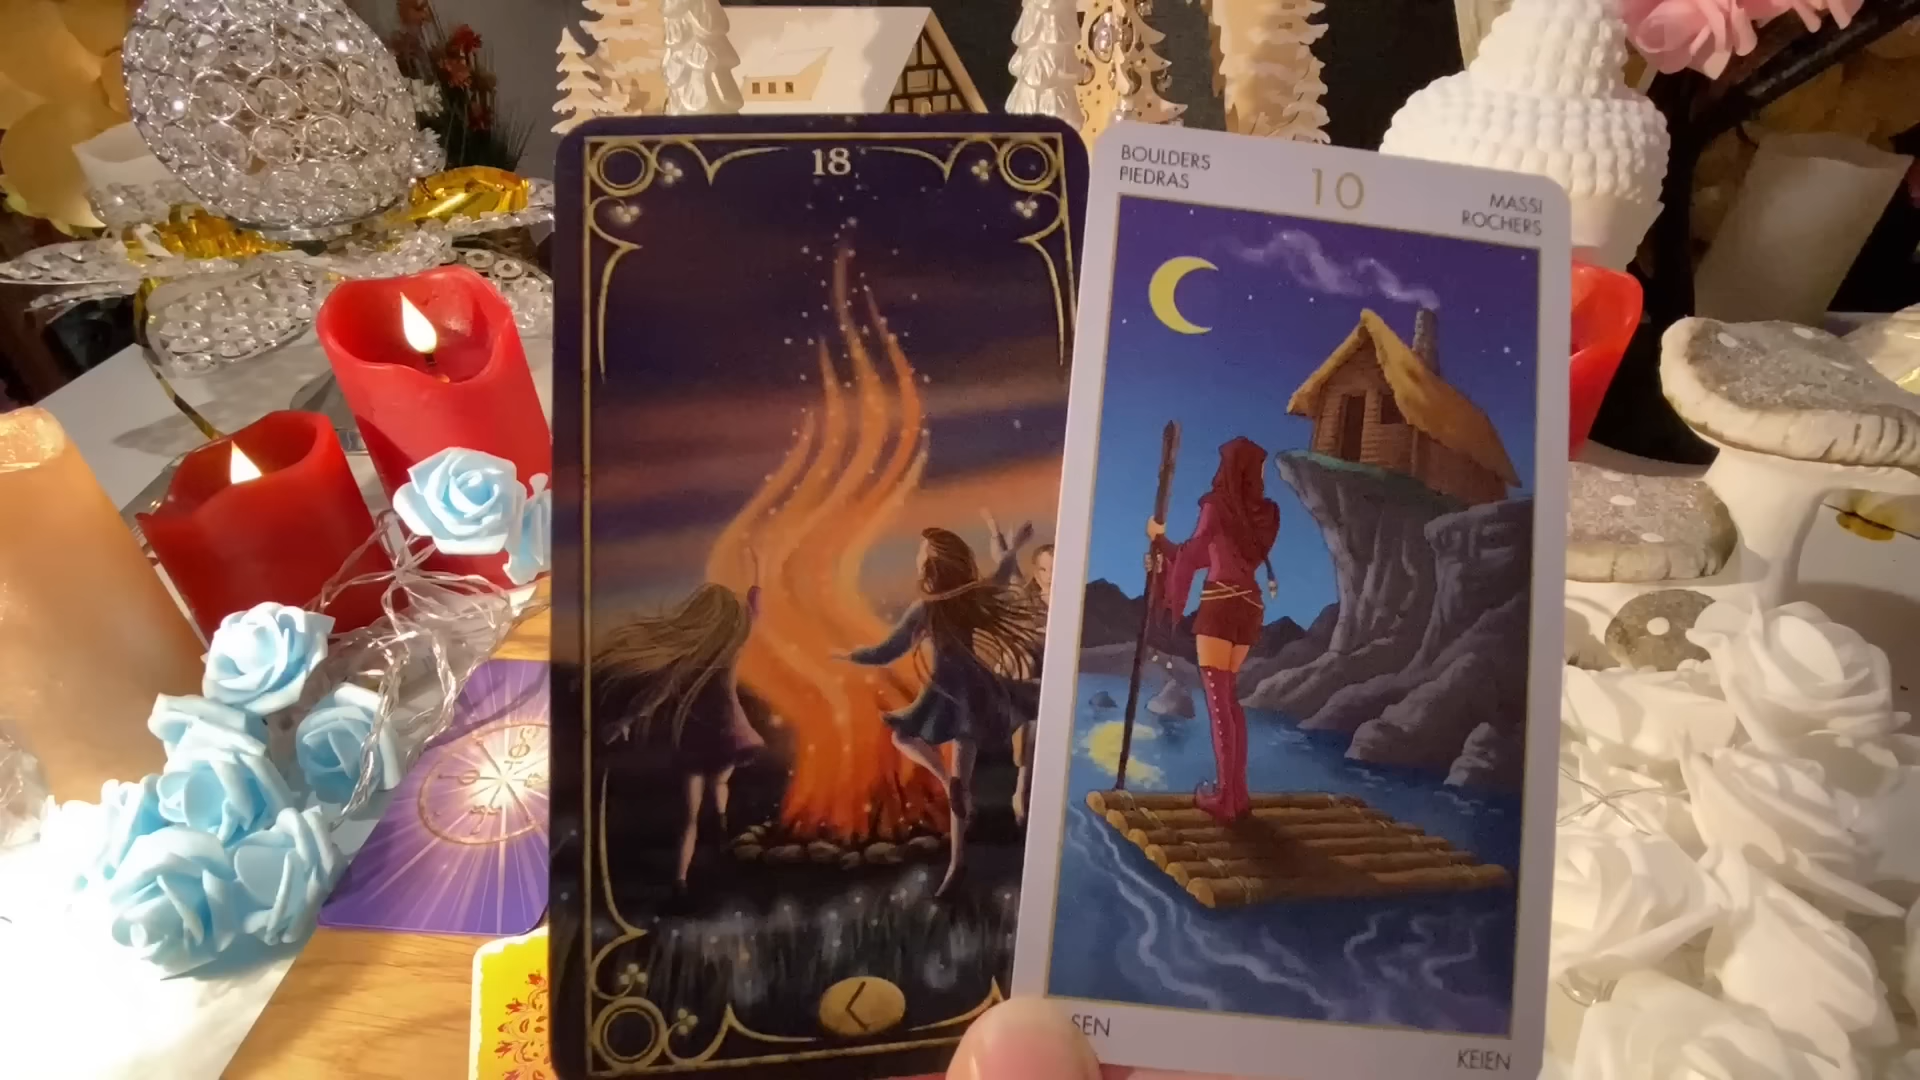 18
BOULDERS
PIEDRAS
10
MASSI
ROCHERS
SEN
KEIEN